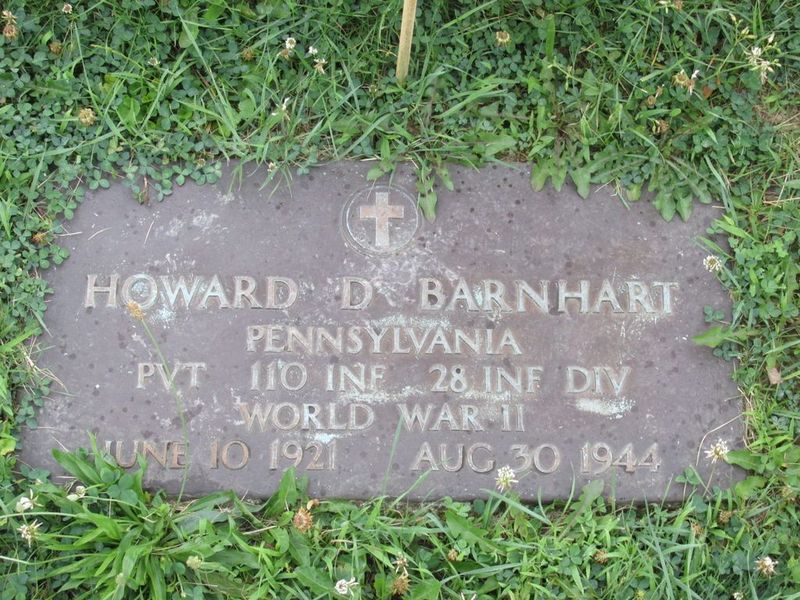 HOWARD D BARNHART
PENNSYLVANIA
PVT 110 INF 28 INF DIV
WORLD WAR II
JUNE 10 1921 AUG 30 1944